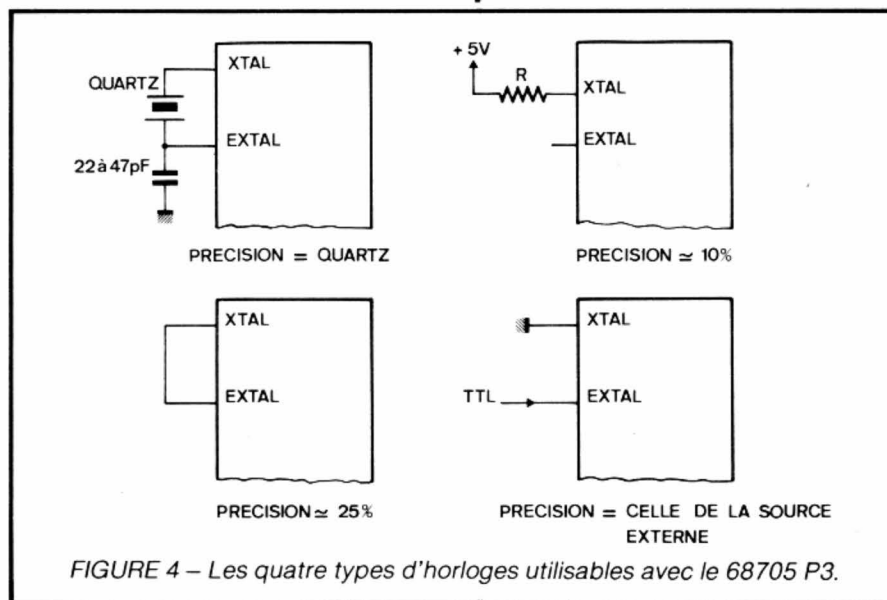 QUARTZ
XTAL
EXTAL
22 à 47pF
PRECISION = QUARTZ
+ 5V
R
XTAL
EXTAL
PRECISION ≃ 10%
XTAL
EXTAL
PRECISION ≃ 25%
XTAL
TTL
EXTAL
PRECISION = CELLE DE LA SOURCE
EXTERNE
FIGURE 4 – Les quatre types d'horloges utilisables avec le 68705 P3.